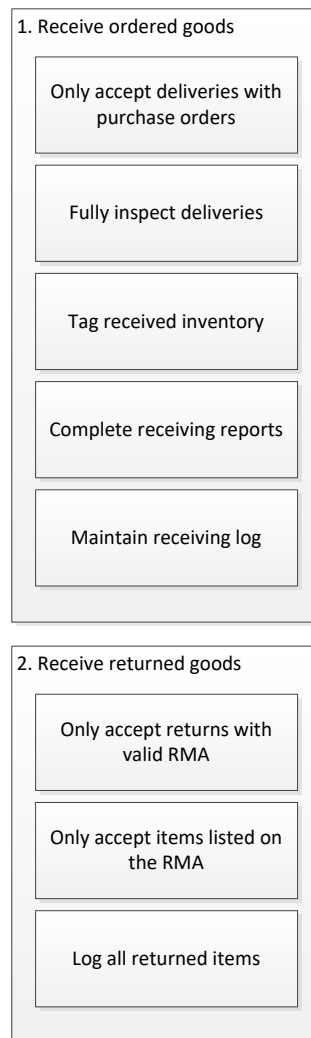 1. Receive ordered goods
Only accept deliveries with
purchase orders
Fully inspect deliveries
Tag received inventory
Complete receiving reports
Maintain receiving log
2. Receive returned goods
Only accept returns with
valid RMA
Only accept items listed on
the RMA
Log all returned items